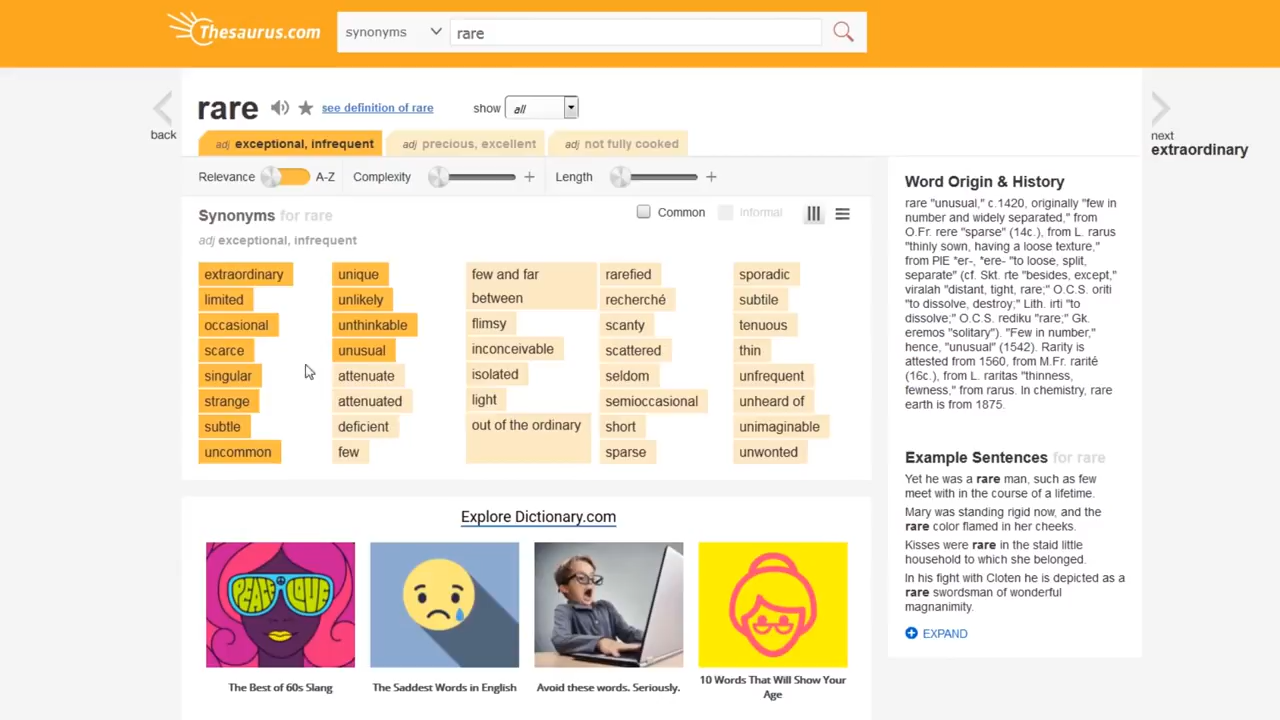 Thesaurus.com
synonyms
rare
back
rare
see definition of rare
show
all
next
extraordinary
adj exceptional, infrequent
adj precious, excellent
adj not fully cooked
Relevance
A-Z
Complexity
+
Length
+
Synonyms for rare
Common
Informal
adj exceptional, infrequent
extraordinary
limited
occasional
scarce
singular
strange
subtle
uncommon
unique
unlikely
unthinkable
unusual
attenuate
attenuated
deficient
few
few and far
between
flimsy
inconceivable
isolated
light
out of the ordinary
rarefied
recherché
scanty
scattered
seldom
semioccasional
short
sparse
sporadic
subtile
tenuous
thin
unfrequent
unheard of
unimaginable
unwonted
Word Origin & History
rare "unusual," c.1420, originally "few in
number and widely separated," from
O.Fr. rere "sparse" (14c.), from L. rarus
"thinly sown, having a loose texture,"
from PIE *er-, *ere- "to loose, split,
separate" (cf. Skt. rte "besides, except,"
viralah "distant, tight, rare;" O.C.S. oriti
"to dissolve, destroy;" Lith. irti "to
dissolve;" O.C.S. rediku "rare;" Gk.
eremos "solitary"). "Few in number,"
hence, "unusual" (1542). Rarity is
attested from 1560, from M.Fr. rarité
(16c.), from L. raritas "thinness,
fewness," from rarus. In chemistry, rare
earth is from 1875.
Example Sentences for rare
Yet he was a rare man, such as few
meet with in the course of a lifetime.
Mary was standing rigid now, and the
rare color flamed in her cheeks.
Kisses were rare in the staid little
household to which she belonged.
In his fight with Cloten he is depicted as a
rare swordsman of wonderful
magnanimity.
EXPAND
Explore Dictionary.com
PEACE LOVE
The Best of 60s Slang
The Saddest Words in English
Avoid these words. Seriously.
10 Words That Will Show Your
Age